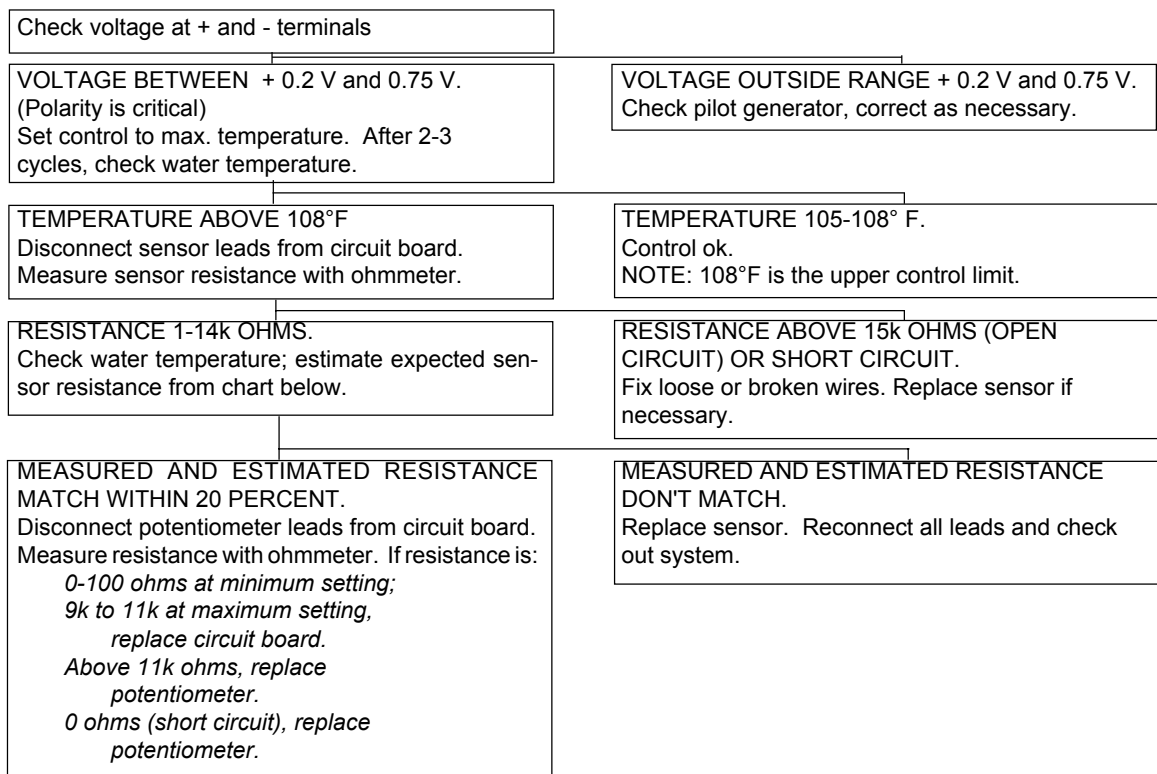 Check voltage at + and - terminals
VOLTAGE BETWEEN + 0.2 V and 0.75 V.
(Polarity is critical)
Set control to max. temperature. After 2-3
cycles, check water temperature.
VOLTAGE OUTSIDE RANGE + 0.2 V and 0.75 V.
Check pilot generator, correct as necessary.
TEMPERATURE ABOVE 108°F
Disconnect sensor leads from circuit board.
Measure sensor resistance with ohmmeter.
TEMPERATURE 105-108° F.
Control ok.
NOTE: 108°F is the upper control limit.
RESISTANCE 1-14k OHMS.
Check water temperature; estimate expected sen-
sor resistance from chart below.
RESISTANCE ABOVE 15k OHMS (OPEN
CIRCUIT) OR SHORT CIRCUIT.
Fix loose or broken wires. Replace sensor if
necessary.
MEASURED AND ESTIMATED RESISTANCE
MATCH WITHIN 20 PERCENT.
Disconnect potentiometer leads from circuit board.
Measure resistance with ohmmeter. If resistance is:
0-100 ohms at minimum setting;
9k to 11k at maximum setting,
replace circuit board.
Above 11k ohms, replace
potentiometer.
0 ohms (short circuit), replace
potentiometer.
MEASURED AND ESTIMATED RESISTANCE
DON'T MATCH.
Replace sensor. Reconnect all leads and check
out system.